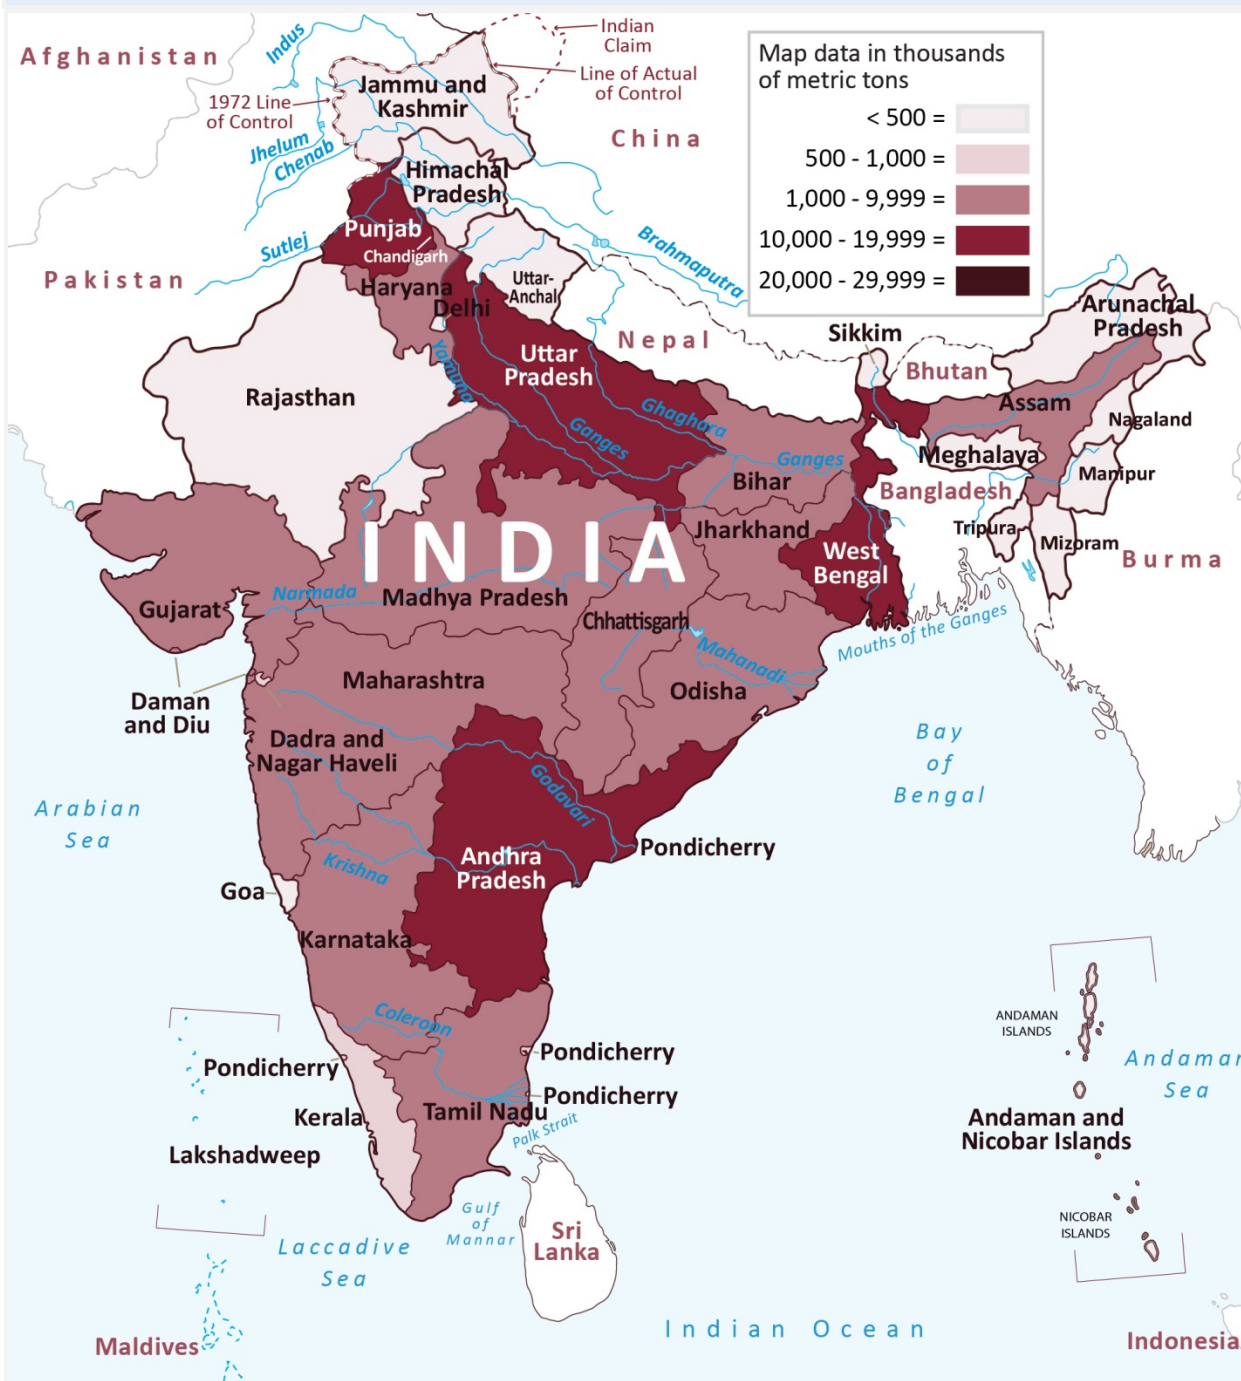 Afghanistan
Indus
Indian
Claim
Line of Actual
of Control
Map data in thousands
of metric tons
< 500 =
500 - 1,000 =
1,000 - 9,999 =
10,000 - 19,999 =
20,000 - 29,999 =
1972 Line
of Control
Jammu and
Kashmir
China
Jhelum
Chenab
Himachal
Pradesh
Punjab
Chandigarh
Sutlej
Brahmaputra
Pakistan
Haryana
Uttar-
Anchal
Delhi
Arunachal
Pradesh
Nepal
Sikkim
Uttar
Pradesh
Yamuna
Bhutan
Rajasthan
Ghaghara
Assam
Nagaland
Ganges
Ganges
Meghalaya
Manipur
Bihar
Bangladesh
INDIA
Jharkhand
Tripura
Mizoram
West
Bengal
Burma
Narmada
Madhya Pradesh
Gujarat
Chhattisgarh
Mouths of the Ganges
Mahanadi
Maharashtra
Odisha
Daman
and Diu
Dadra and
Nagar Haveli
Bay
of
Bengal
Godavari
Arabian
Sea
Pondicherry
Krishna
Andhra
Pradesh
Goa
Karnataka
Coleroon
ANDAMAN
ISLANDS
Pondicherry
Pondicherry
Andaman
Sea
Pondicherry
Kerala
Tamil Nadu
Palk Strait
Andaman and
Nicobar Islands
Lakshadweep
Gulf
of
Mannar
NICOBAR
ISLANDS
Sri
Lanka
Laccadive
Sea
Indian Ocean
Maldives
Indonesia